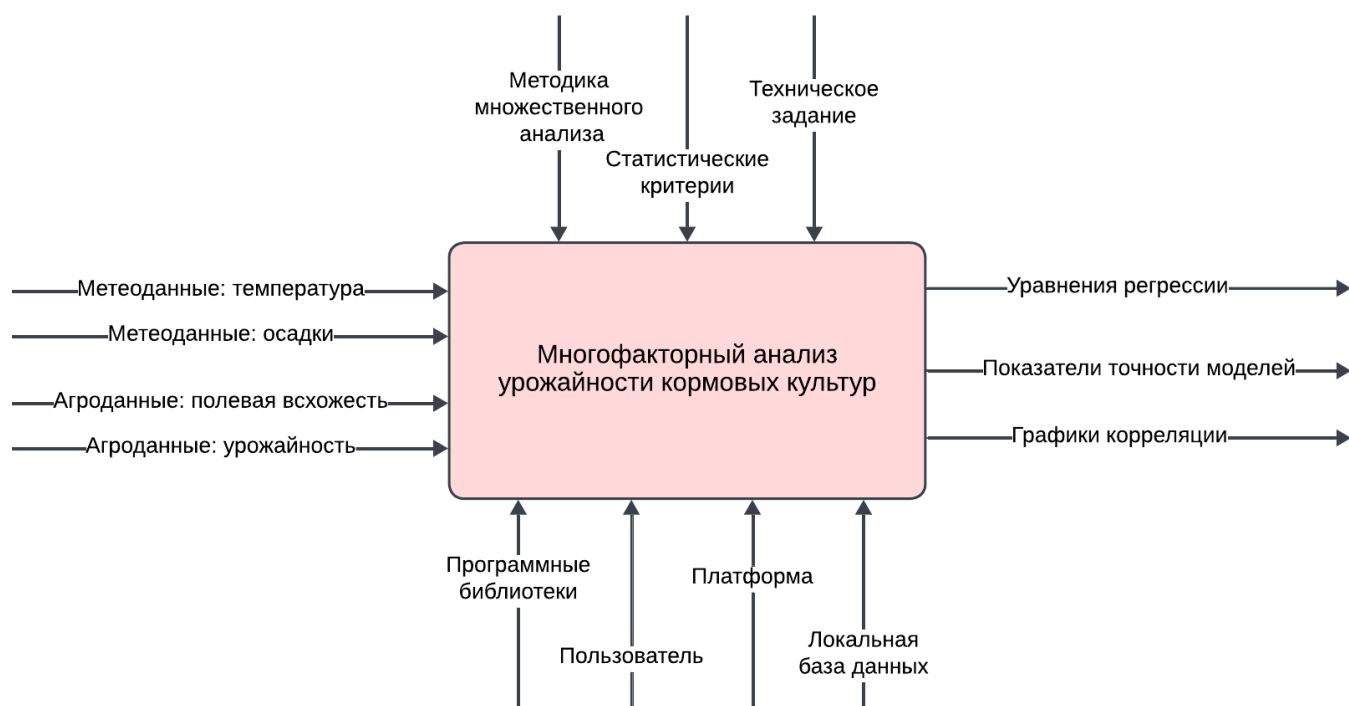 Методика
множественного
анализа
Статистические
критерии
Техническое
задание
Метеоданные: температура
Метеоданные: осадки
Агроданные: полевая всхожесть
Агроданные: урожайность
Многофакторный анализ
урожайности кормовых культур
Уравнения регрессии
Показатели точности моделей
Графики корреляции
Программные
библиотеки
Пользователь
Платформа
Локальная
база данных